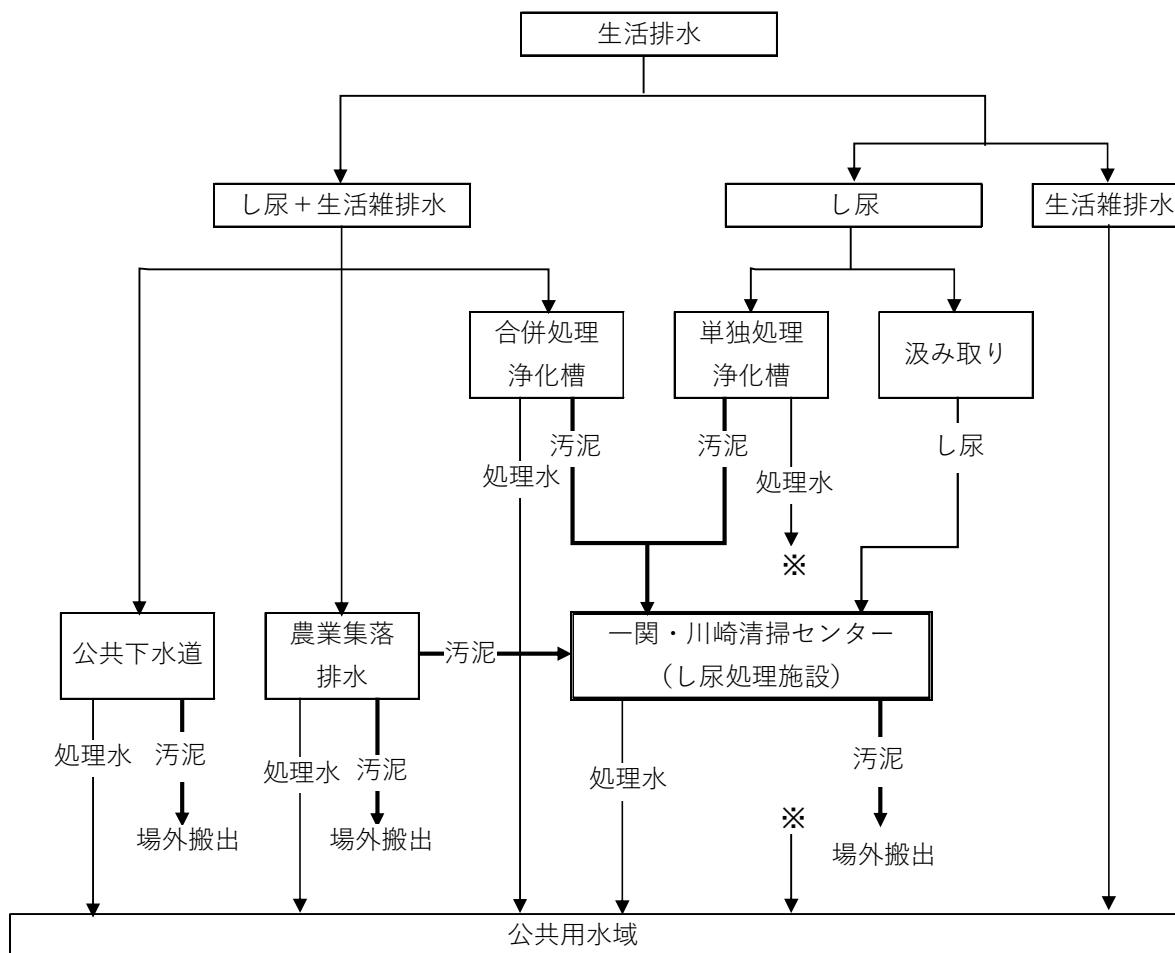 生活排水
し尿＋生活雑排水
し尿
生活雑排水
合併処理
浄化槽
単独処理
浄化槽
汲み取り
汚泥
汚泥
し尿
処理水
処理水
※
公共下水道
農業集落
排水
汚泥
一関・川崎清掃センター
（し尿処理施設）
処理水
汚泥
処理水
汚泥
処理水
汚泥
場外搬出
場外搬出
※
場外搬出
公共用水域